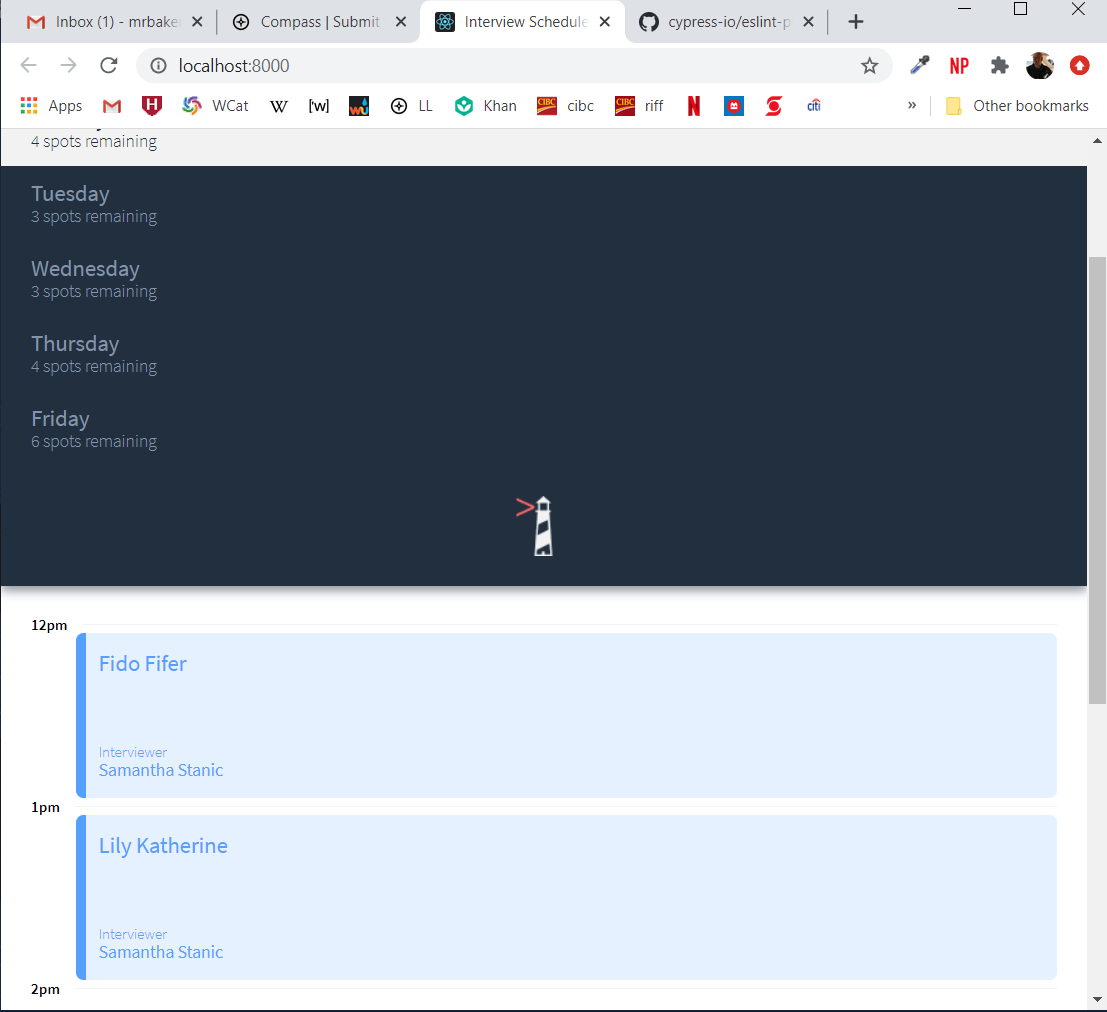 Inbox (1) - mrbake
Compass | Submit
Interview Schedule
cypress-io/eslint-p
localhost:8000
NP
Apps
WCat
W
['w]
LL
Khan
CIBC
cibc
CIBC
riff
N
citi
»
Other bookmarks
4 spots remaining
Tuesday
3 spots remaining
Wednesday
3 spots remaining
Thursday
4 spots remaining
Friday
6 spots remaining
12pm
Fido Fifer
Interviewer
Samantha Stanic
1pm
Lily Katherine
Interviewer
Samantha Stanic
2pm